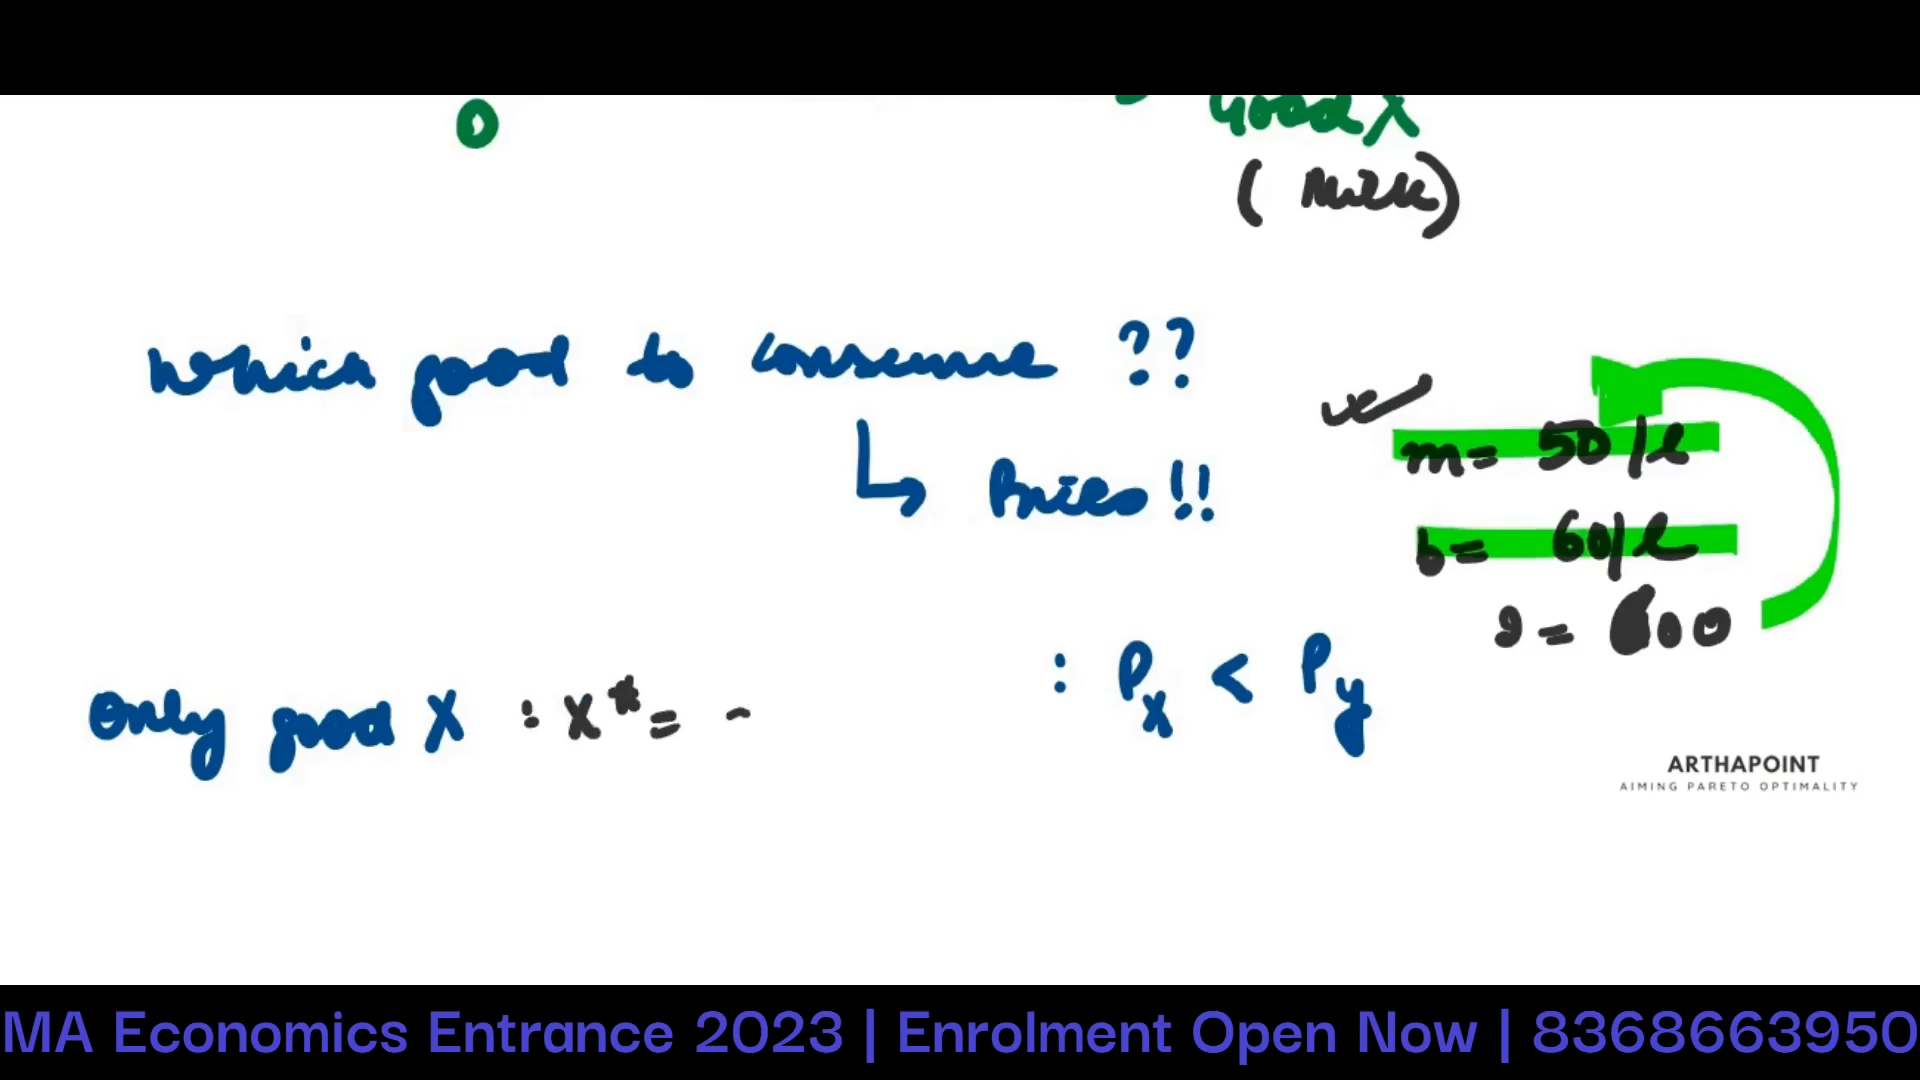 0
Good X
(Milk)
Which good to consume ??
↳ Prices !!
m = 50/l
b = 60/l
= 600
Only good X : X* = : Px < Py
ARTHAPOINT
AIMING PARETO OPTIMALITY
MA Economics Entrance 2023 | Enrolment Open Now | 8368663950